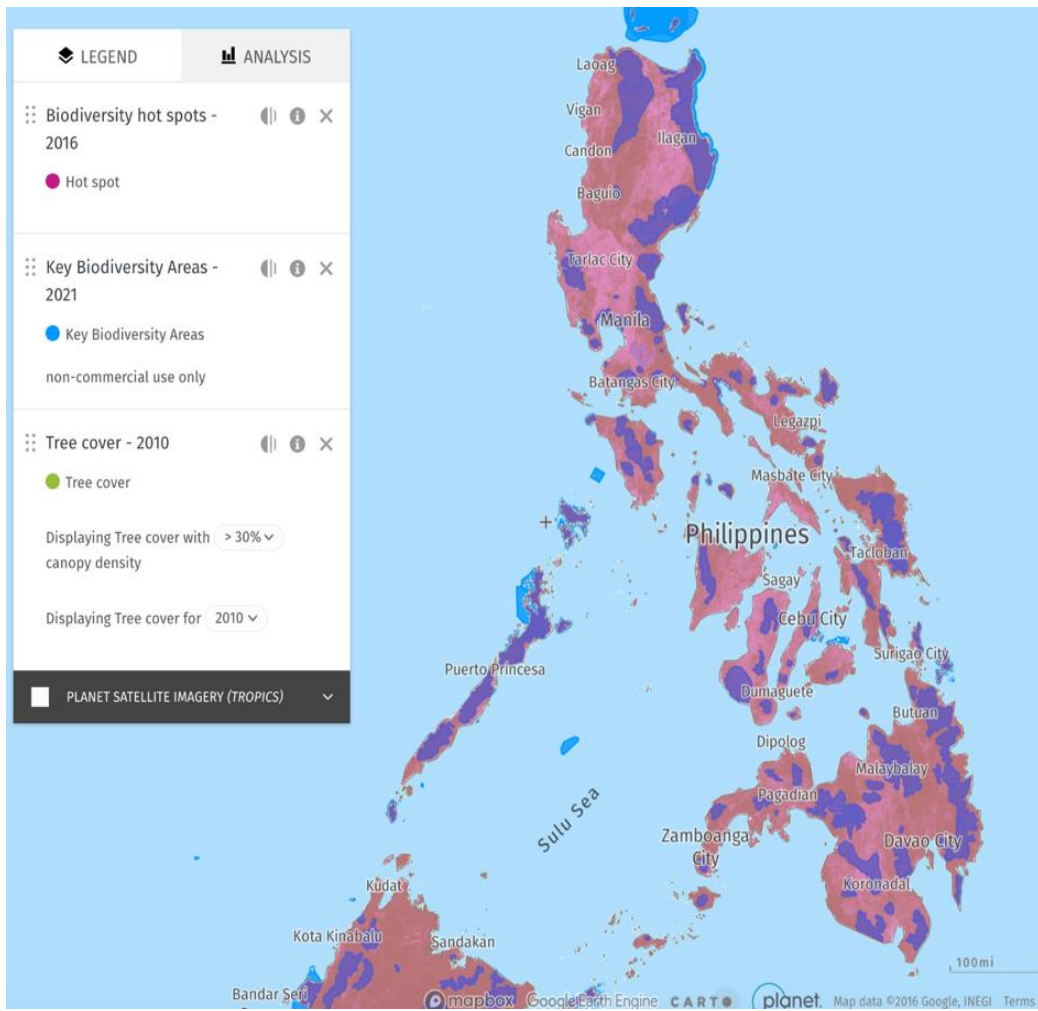 LEGEND
ANALYSIS
Biodiversity hot spots -
2016
Hot spot
Key Biodiversity Areas -
2021
Key Biodiversity Areas
non-commercial use only
Tree cover - 2010
Tree cover
Displaying Tree cover with > 30%
canopy density
Displaying Tree cover for 2010
PLANET SATELLITE IMAGERY (TROPICS)
Laoag
Vigan
Ilagan
Candon
Baguio
Tarlac City
Manila
Batangas City
Legazpi
Masbate City
Philippines
Tacloban
Sagay
Cebu City
Surigao City
Puerto Princesa
Dumaguete
Butuan
Dipolog
Malaybalay
Pagadian
Sulu Sea
Zamboanga
City
Davao City
Koronadal
Kudat
Kota Kinabalu
Sandakan
100mi
Bandar Seri
mapbox Google Earth Engine CARTO planet. Map data ©2016 Google, INEGI Terms